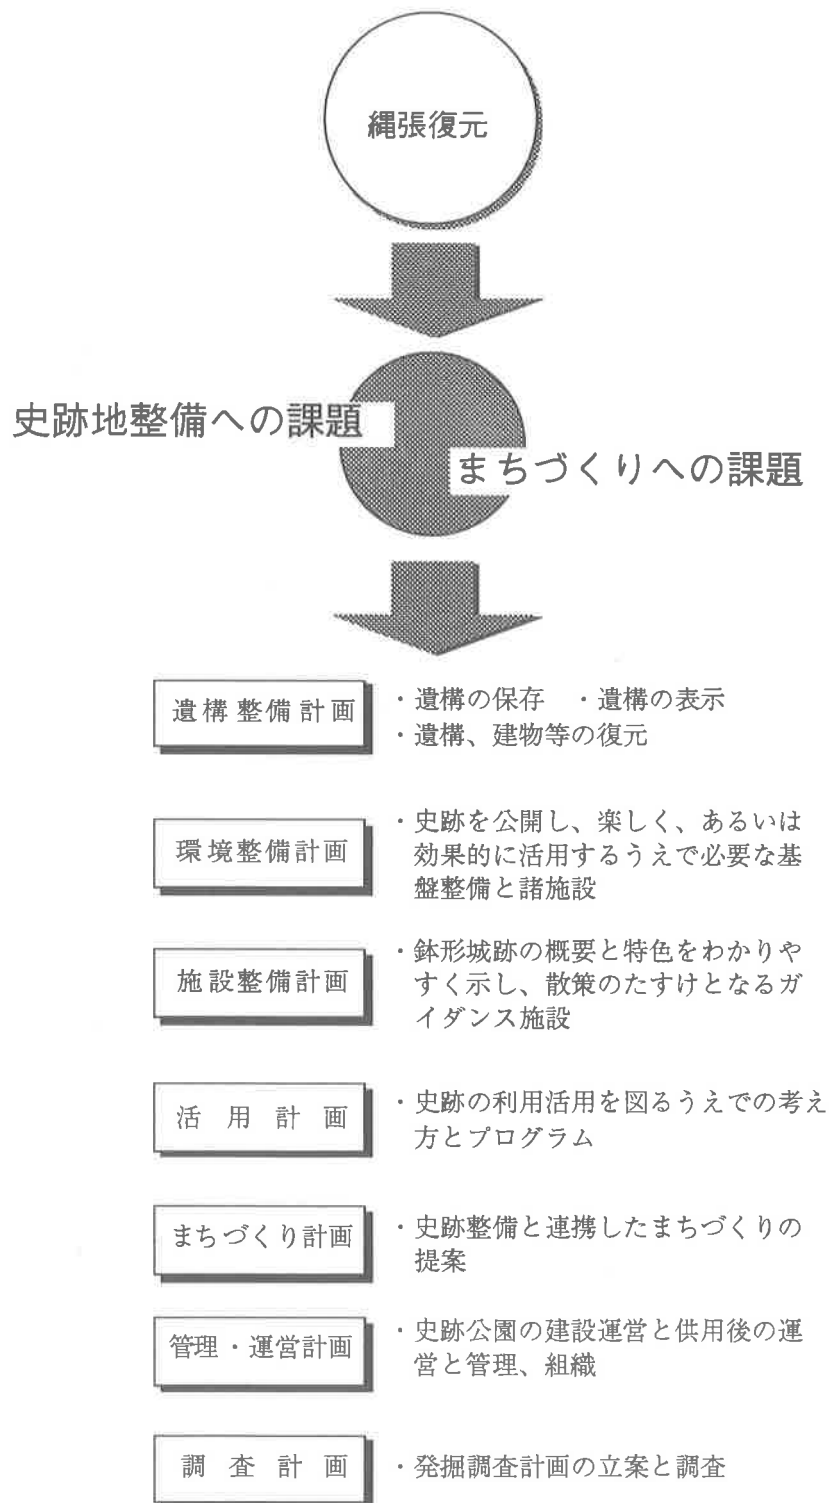 縄張復元
史跡地整備への課題
まちづくりへの課題
遺構整備計画
・遺構の保存 ・遺構の表示
・遺構、建物等の復元
環境整備計画
・史跡を公開し、楽しく、あるいは
効果的に活用するうえで必要な基
盤整備と諸施設
施設整備計画
・鉢形城跡の概要と特色をわかりや
すく示し、散策のたすけとなるガ
イダンス施設
活用計画
・史跡の利用活用を図るうえでの考え
方とプログラム
まちづくり計画
・史跡整備と連携したまちづくりの
提案
管理・運営計画
・史跡公園の建設運営と供用後の運
営と管理、組織
調査計画
・発掘調査計画の立案と調査